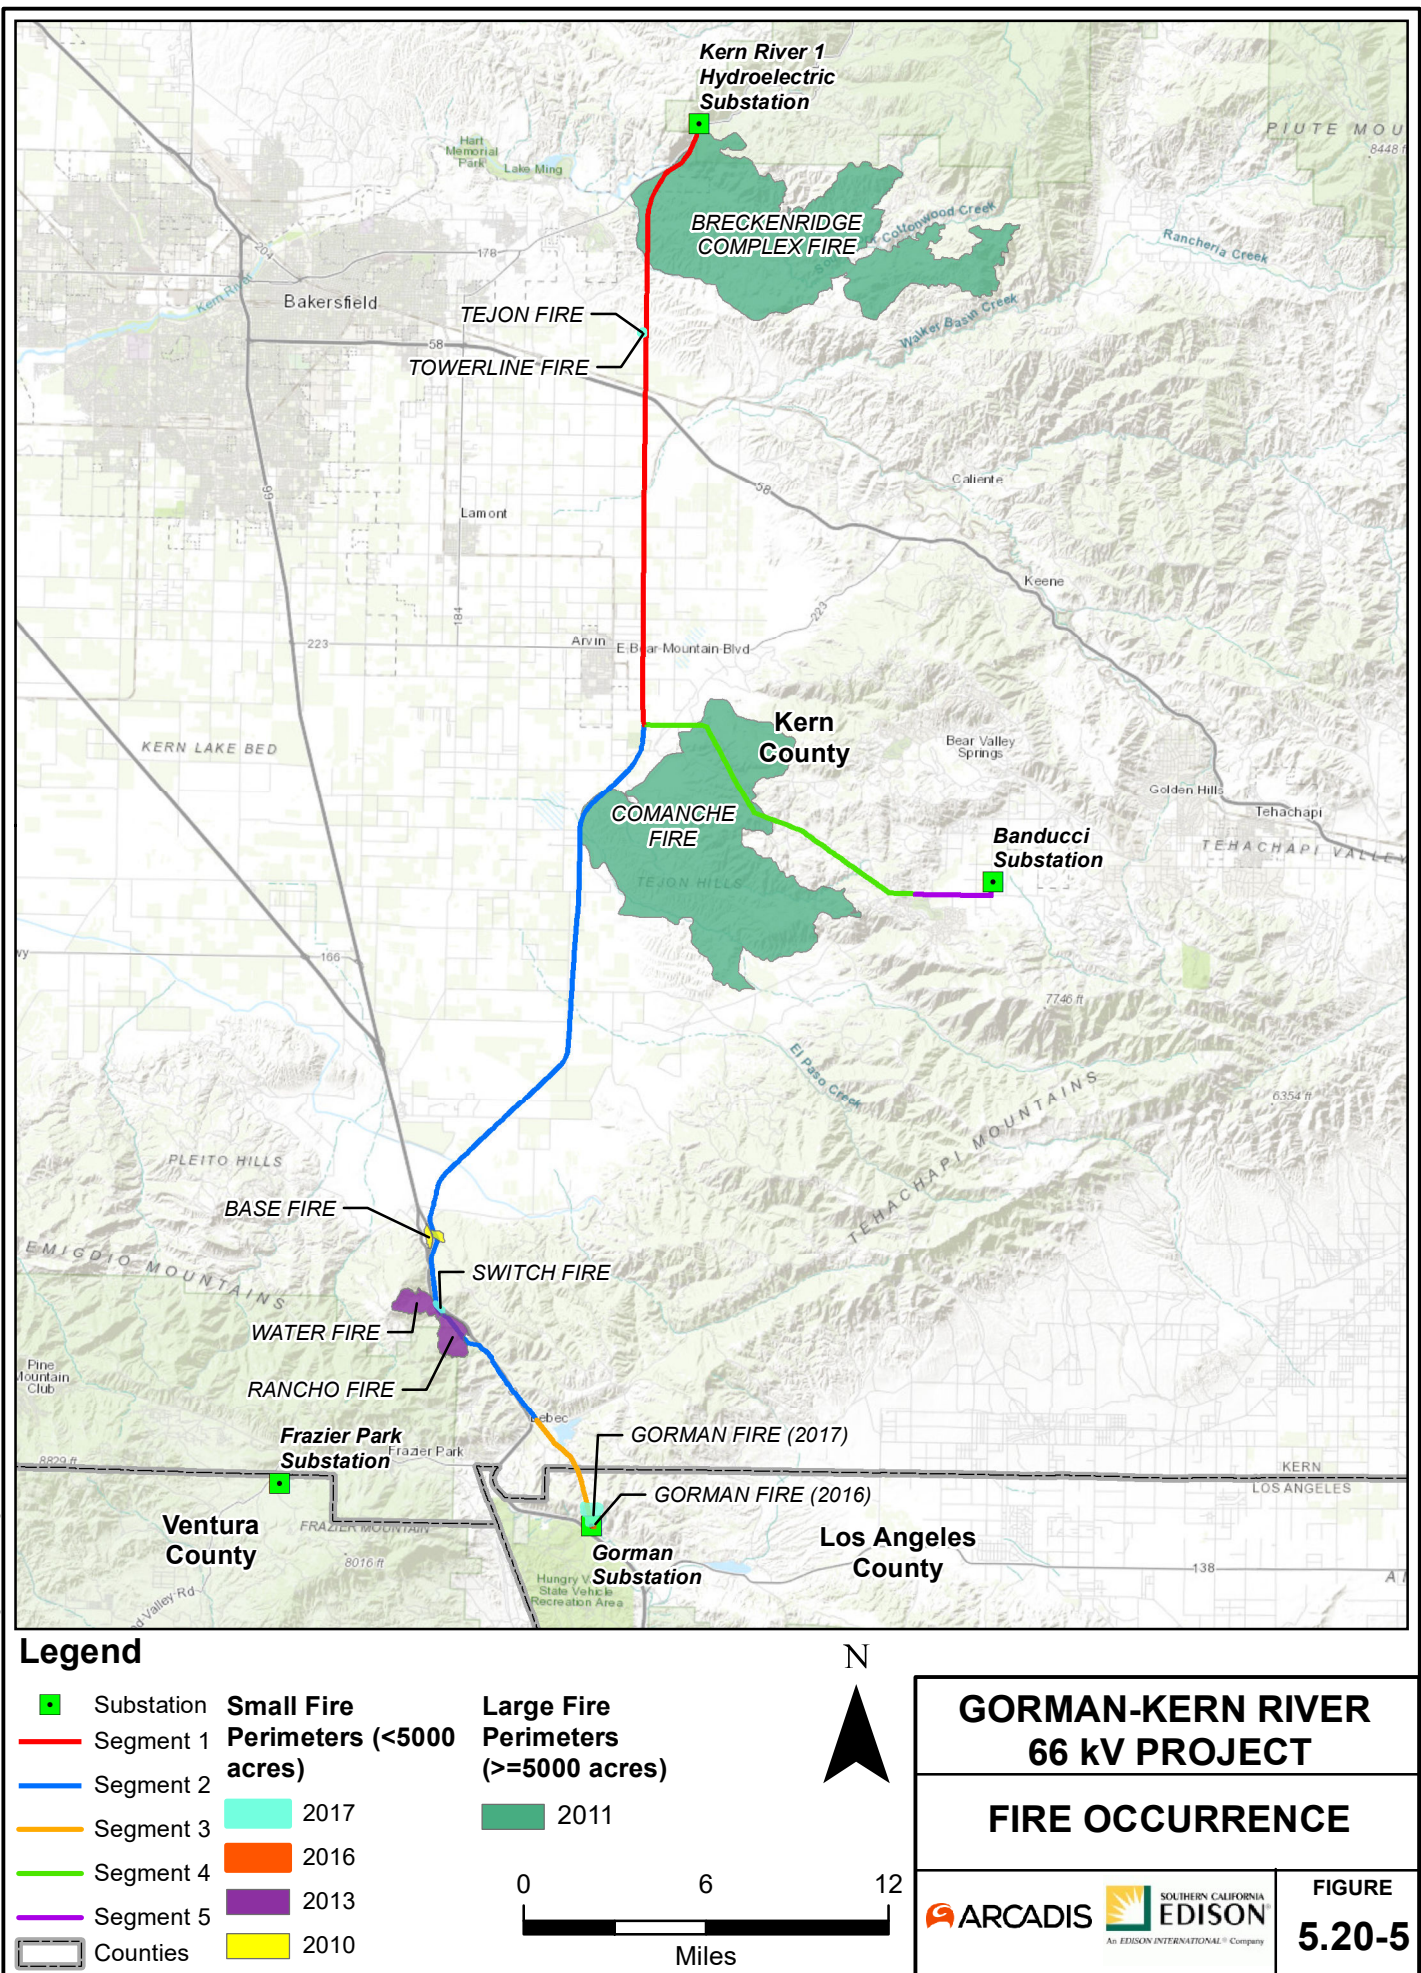 Kern River 1
Hydroelectric
Substation
PIUTE MOU
8448 f
Hart
Memorial
Park
Lake Ming
BRECKENRIDGE
COMPLEX FIRE
Cottonwood Creek
Rancheria Creek
204
178
Kern River
Bakersfield
TEJON FIRE
Walker Basin Creek
58
TOWERLINE FIRE
99
58
Caliente
Lamont
Keene
184
223
223
Arvin
E Bear Mountain Blvd
Kern
County
KERN LAKE BED
Bear Valley
Springs
Golden Hills
Tehachapi
COMANCHE
FIRE
Banducci
Substation
TEHACHAPI VALLEY
TEJON HILLS
wy
166
7746 ft
El Paso Creek
6354 ft
TEHACHAPI MOUNTAINS
PLEITO HILLS
BASE FIRE
EMIGDIO MOUNTAINS
SWITCH FIRE
WATER FIRE
Pine
Mountain
Club
RANCHO FIRE
Lebec
Frazier Park
Substation
Frazier Park
GORMAN FIRE (2017)
8829 ft
KERN
LOS ANGELES
GORMAN FIRE (2016)
Ventura
County
FRAZIER MOUNTAIN
Los Angeles
County
8016 ft
Gorman
Substation
138
A
Hungry V
State Vehicle
Recreation Area
d Valley Rd
Legend
Substation
Segment 1
Segment 2
Segment 3
Segment 4
Segment 5
Counties
Small Fire
Perimeters (<5000
acres)
2017
2016
2013
2010
Large Fire
Perimeters
(>=5000 acres)
2011
N
0 6 12
Miles
GORMAN-KERN RIVER
66 kV PROJECT
FIRE OCCURRENCE
ARCADIS
SOUTHERN CALIFORNIA
EDISON®
An EDISON INTERNATIONAL® Company
FIGURE
5.20-5